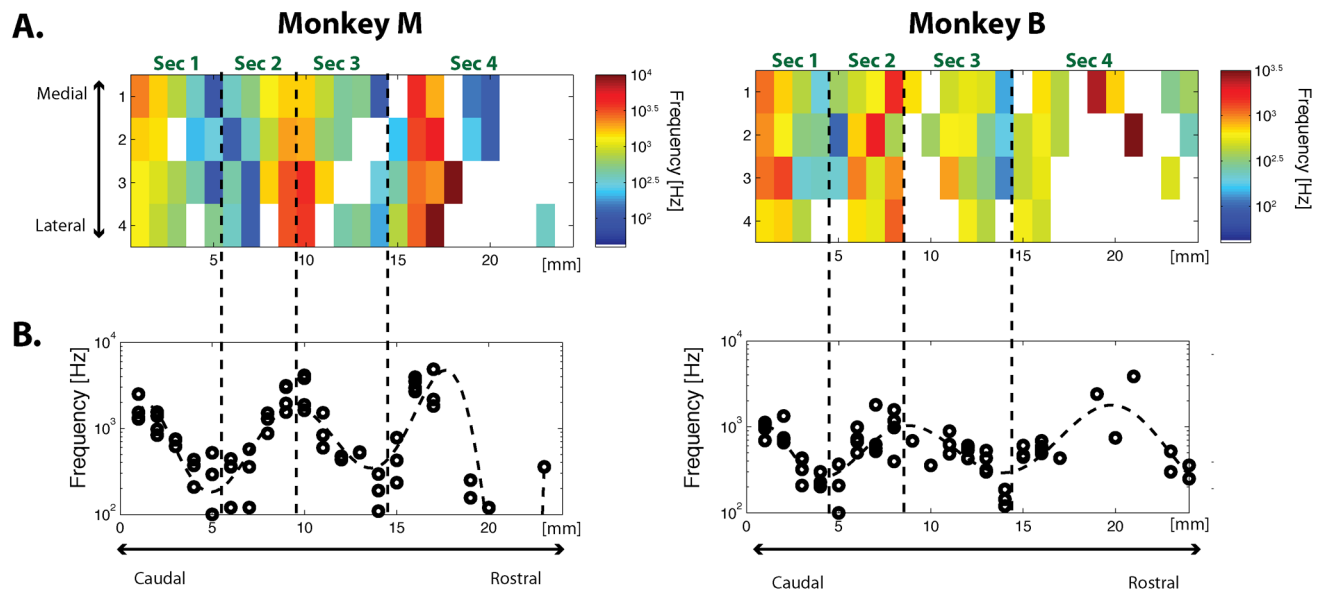 A.
Monkey M
Monkey B
Sec 1 Sec 2 Sec 3 Sec 4
Medial
Lateral
1
2
3
4
5 10 15 20 [mm]
10^4
10^3.5
10^3
10^2.5
10^2
Frequency [Hz]
Sec 1 Sec 2 Sec 3 Sec 4
1
2
3
4
5 10 15 20 [mm]
10^3.5
10^3
10^2.5
10^2
Frequency [Hz]
B.
Frequency [Hz]
10^4
10^3
10^2
0 5 10 15 20 [mm]
Caudal Rostral
Frequency [Hz]
10^4
10^3
10^2
0 5 10 15 20 [mm]
Caudal Rostral